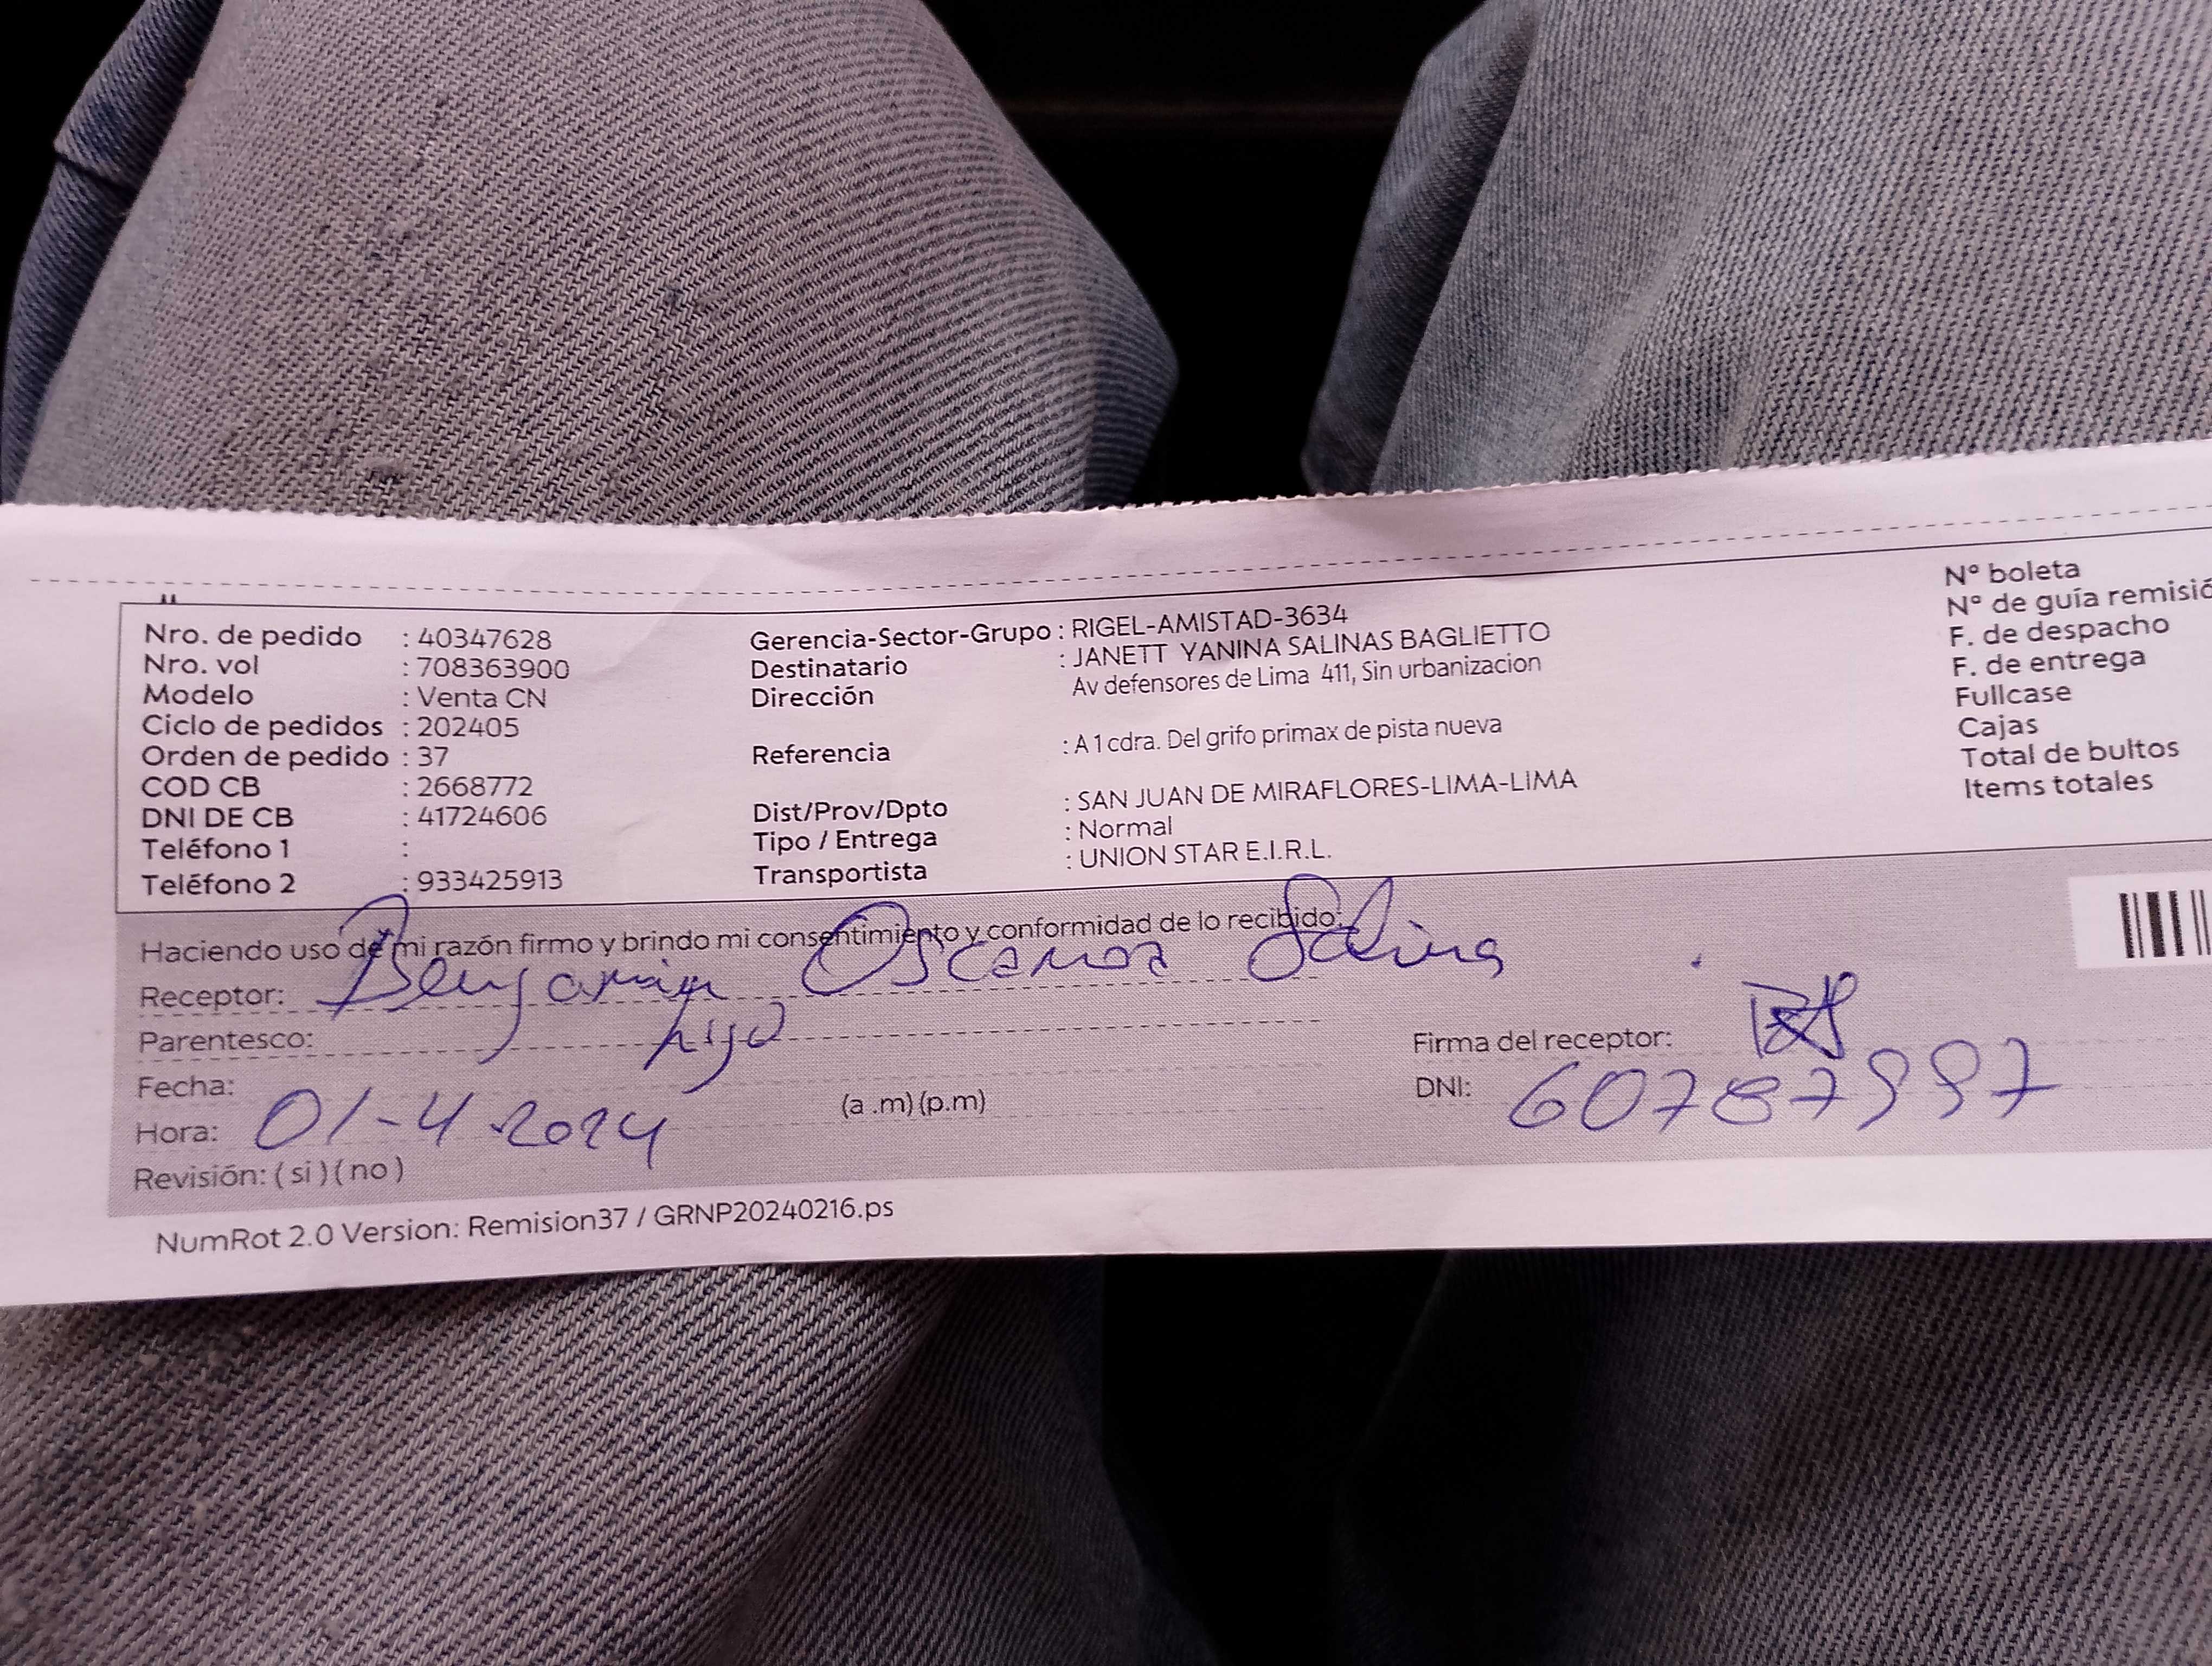 Nro. de pedido : 40347628
Nro. vol : 708363900
Modelo : Venta CN
Ciclo de pedidos : 202405
Orden de pedido : 37
COD CB : 2668772
DNI DE CB : 41724606
Teléfono 1 :
Teléfono 2 : 933425913
Gerencia-Sector-Grupo : RIGEL-AMISTAD-3634
Destinatario : JANETT YANINA SALINAS BAGLIETTO
Dirección Av defensores de Lima 411, Sin urbanizacion
Referencia : A 1 cdra. Del grifo primax de pista nueva
Dist/Prov/Dpto : SAN JUAN DE MIRAFLORES-LIMA-LIMA
Tipo / Entrega : Normal
Transportista : UNION STAR E.I.R.L.
N° boleta
N° de guía remisió
F. de despacho
F. de entrega
Fullcase
Cajas
Total de bultos
Items totales
Haciendo uso de mi razón firmo y brindo mi consentimiento y conformidad de lo recibido:
Receptor: Benjamin Oscanoa Salinas
Parentesco: hijo
Firma del receptor:
Fecha:
DNI: 60787997
Hora: 01-4-2024 (a .m) (p.m)
Revisión: ( si ) ( no )
NumRot 2.0 Version: Remision37 / GRNP20240216.ps